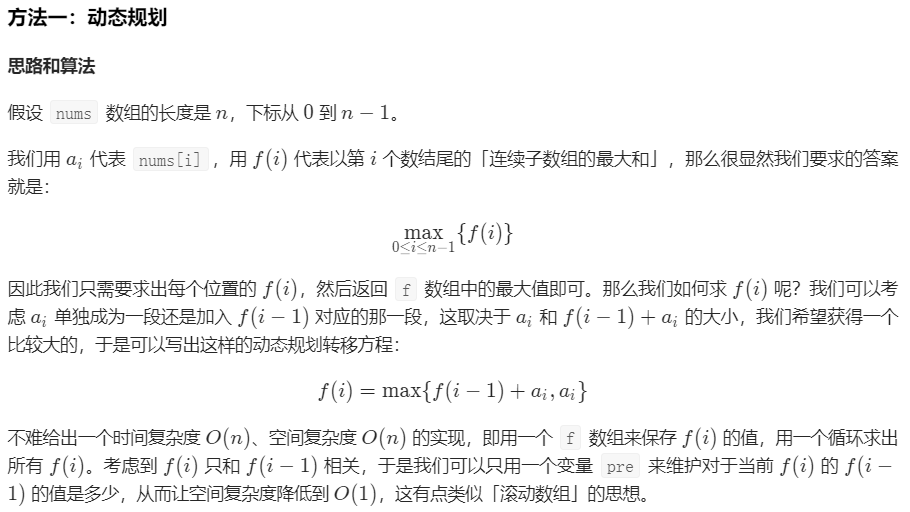 方法一：动态规划
思路和算法
假设 nums 数组的长度是 n，下标从 0 到 n − 1。
我们用 a_i 代表 nums[i] ，用 f(i) 代表以第 i 个数结尾的「连续子数组的最大和」，那么很显然我们要求的答案
就是：
max {f(i)}
0≤i≤n−1
因此我们只需要求出每个位置的 f(i)，然后返回 f 数组中的最大值即可。那么我们如何求 f(i) 呢？我们可以考
虑 a_i 单独成为一段还是加入 f(i − 1) 对应的那一段，这取决于 a_i 和 f(i − 1) + a_i 的大小，我们希望获得一个
比较大的，于是可以写出这样的动态规划转移方程：
f(i) = max{f(i − 1) + a_i, a_i}
不难给出一个时间复杂度 O(n)、空间复杂度 O(n) 的实现，即用一个 f 数组来保存 f(i) 的值，用一个循环求出
所有 f(i)。考虑到 f(i) 只和 f(i − 1) 相关，于是我们可以只用一个变量 pre 来维护对于当前 f(i) 的 f(i −
1) 的值是多少，从而让空间复杂度降低到 O(1)，这有点类似「滚动数组」的思想。